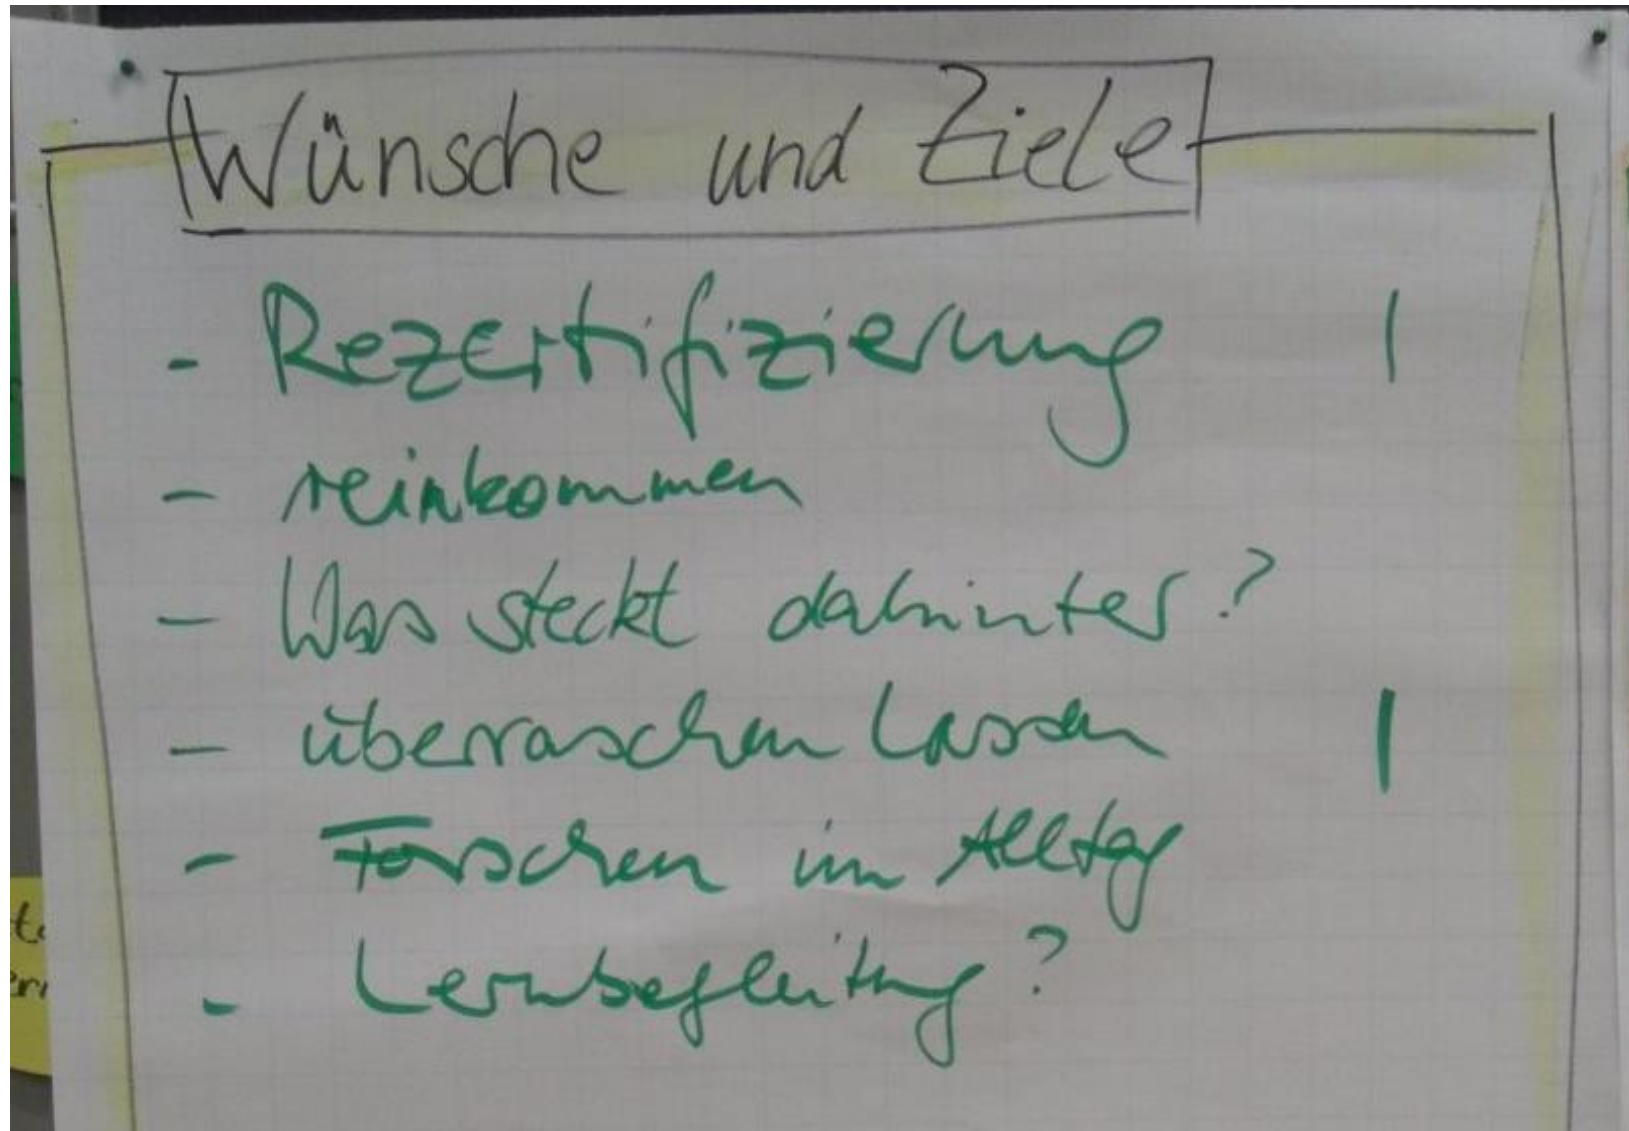 Wünsche und Ziele
- Rezertifizierung |
- reinkommen
- Was steckt dahinter?
- überraschen lassen |
- Forschen im Alltag
- Lernbegleitung?